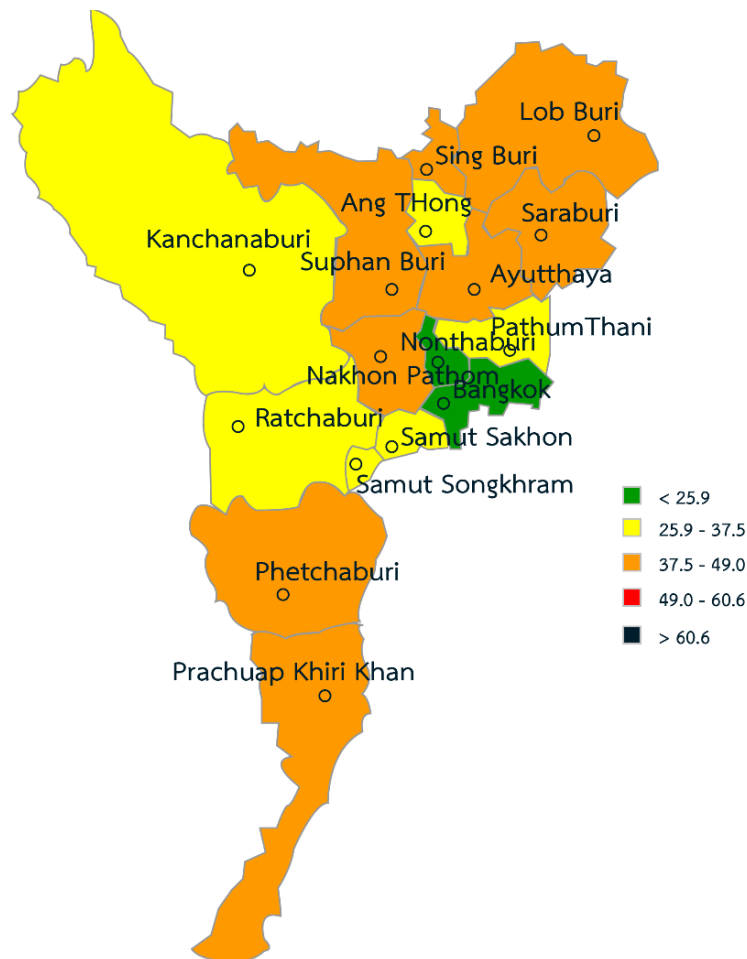 Lob Buri
Sing Buri
Ang THong
Saraburi
Kanchanaburi
Suphan Buri
Ayutthaya
PathumThani
Nonthaburi
Nakhon Pathom
Bangkok
Ratchaburi
Samut Sakhon
Samut Songkhram
< 25.9
25.9 - 37.5
37.5 - 49.0
49.0 - 60.6
> 60.6
Phetchaburi
Prachuap Khiri Khan